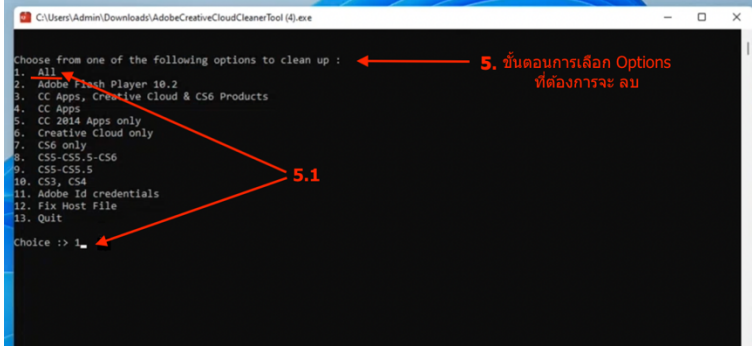 C:\Users\Admin\Downloads\AdobeCreativeCloudCleanerTool (4).exe
Choose from one of the following options to clean up :
1. All
2. Adobe Flash Player 10.2
3. CC Apps, Creative Cloud & CS6 Products
4. CC Apps
5. CC 2014 Apps only
6. Creative Cloud only
7. CS6 only
8. CS5-CS5.5-CS6
9. CS5-CS5.5
10. CS3, CS4
11. Adobe Id credentials
12. Fix Host File
13. Quit
Choice :> 1
5. ขั้นตอนการเลือก Options
ที่ต้องการจะ ลบ
5.1